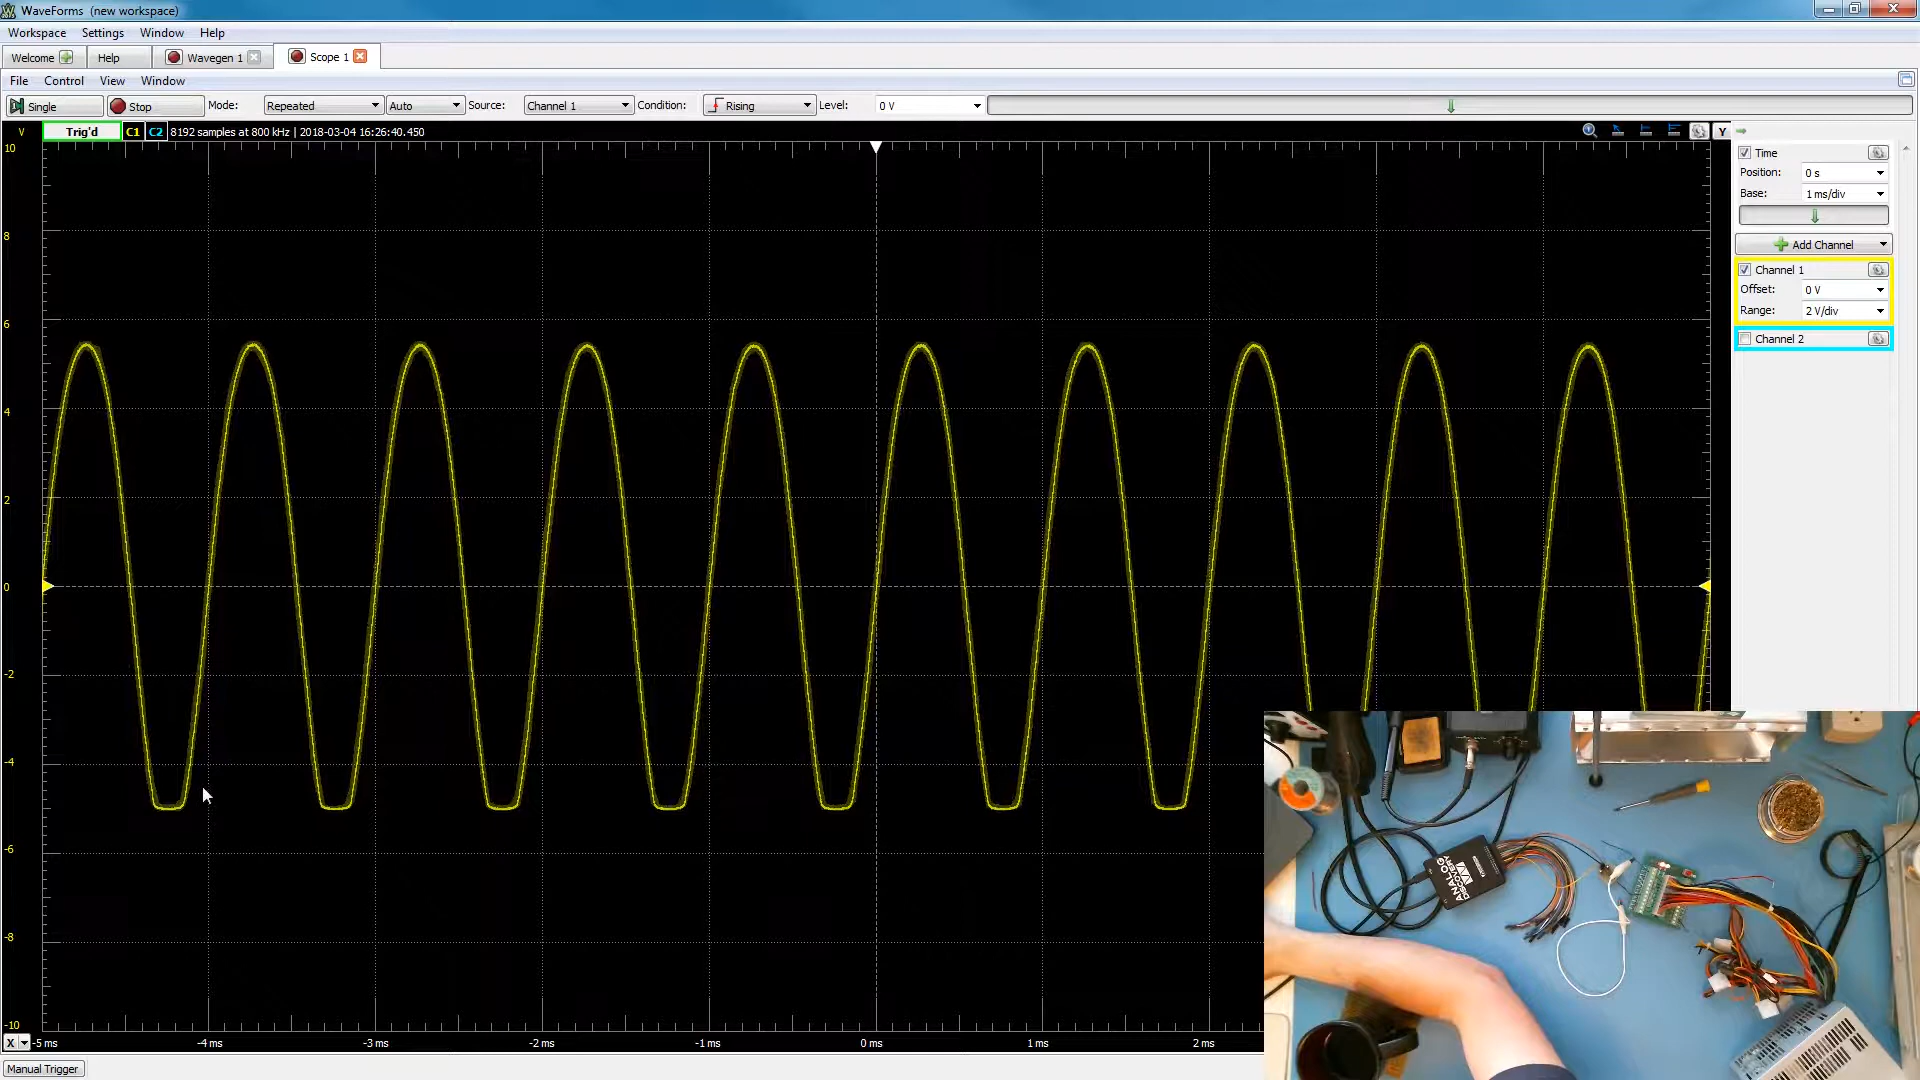 WaveForms (new workspace)
Workspace Settings Window Help
Welcome Help Wavegen 1 Scope 1
File Control View Window
Single Stop Mode: Repeated Auto Source: Channel 1 Condition: Rising Level: 0 V
V Trig'd C1 C2 8192 samples at 800 kHz | 2018-03-04 16:26:40.450 Y
10
8
6
4
2
0
-2
-4
-6
-8
-10
X -5 ms -4 ms -3 ms -2 ms -1 ms 0 ms 1 ms 2 ms
Manual Trigger
Time
Position: 0 s
Base: 1 ms/div
Add Channel
Channel 1
Offset: 0 V
Range: 2 V/div
Channel 2
ANALOG
DISCOVERY